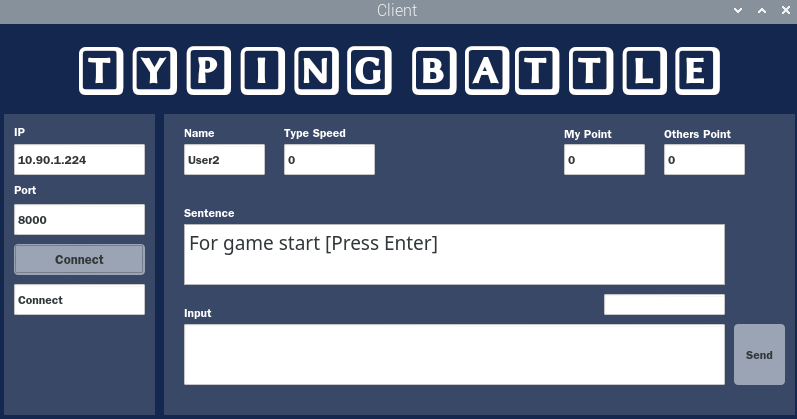 Client
TYPING BATTLE
IP
10.90.1.224
Port
8000
Connect
Connect
Name
Type Speed
My Point
Others Point
User2
0
0
0
Sentence
For game start [Press Enter]
Input
Send